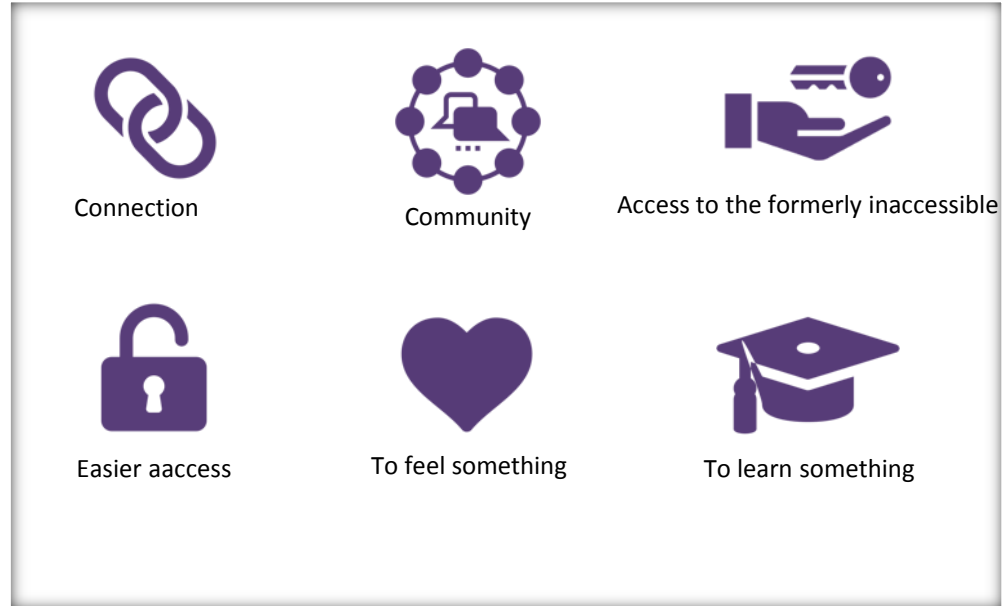 Connection
Community
Access to the formerly inaccessible
Easier aaccess
To feel something
To learn something